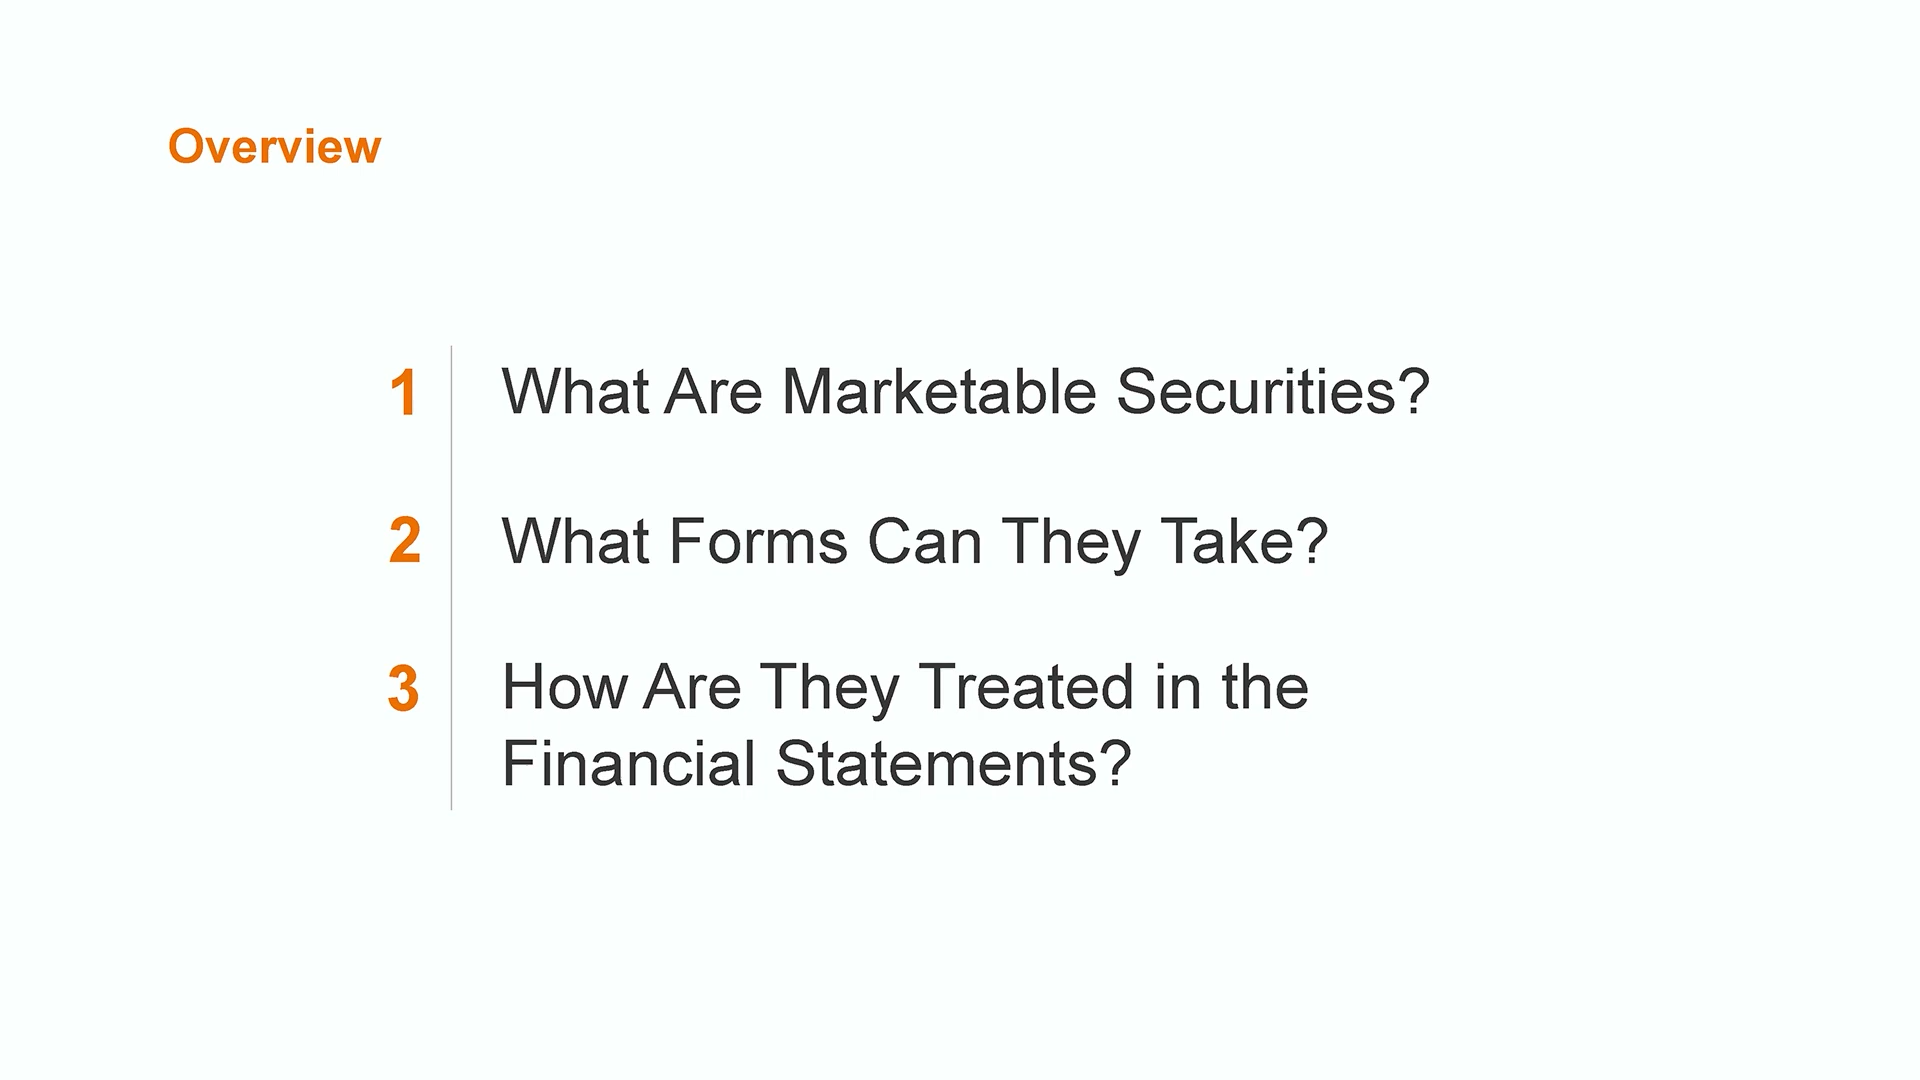 Overview
1 What Are Marketable Securities?
2 What Forms Can They Take?
3 How Are They Treated in the
Financial Statements?